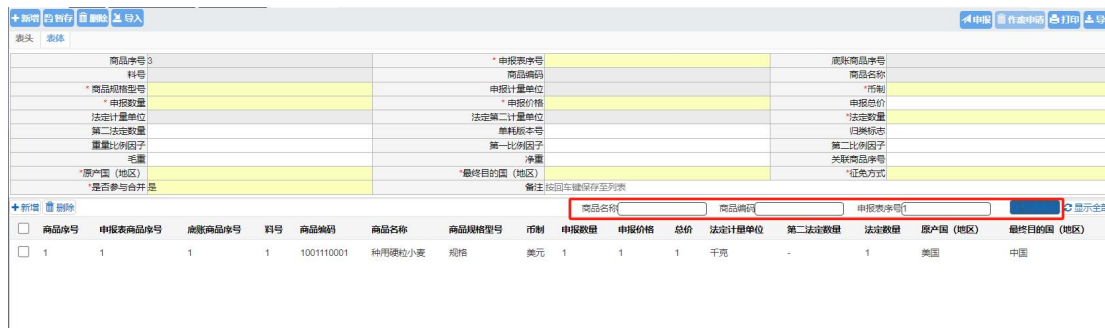 新增 暂存 删除 导入 申报 作废申请 打印
表头 表体
商品序号 3 * 申报表序号 底账商品序号
料号 商品编码 商品名称
* 商品规格型号 申报计量单位 *币制
* 申报数量 * 申报价格 申报总价
法定计量单位 法定第二计量单位 *法定数量
第二法定数量 单耗版本号 归类标志
重量比例因子 第一比例因子 第二比例因子
毛重 净重 关联商品序号
*原产国（地区） *最终目的国（地区） *征免方式
*是否参与合并 是 备注 按回车键保存至列表
新增 删除 商品名称 商品编码 申报表序号 1 显示全部
商品序号 申报表商品序号 底账商品序号 料号 商品编码 商品名称 商品规格型号 币制 申报数量 申报价格 总价 法定计量单位 第二法定数量 法定数量 原产国（地区） 最终目的国（地区）
1 1 1 1 1001110001 种用硬粒小麦 规格 美元 1 1 1 千克 - 1 美国 中国